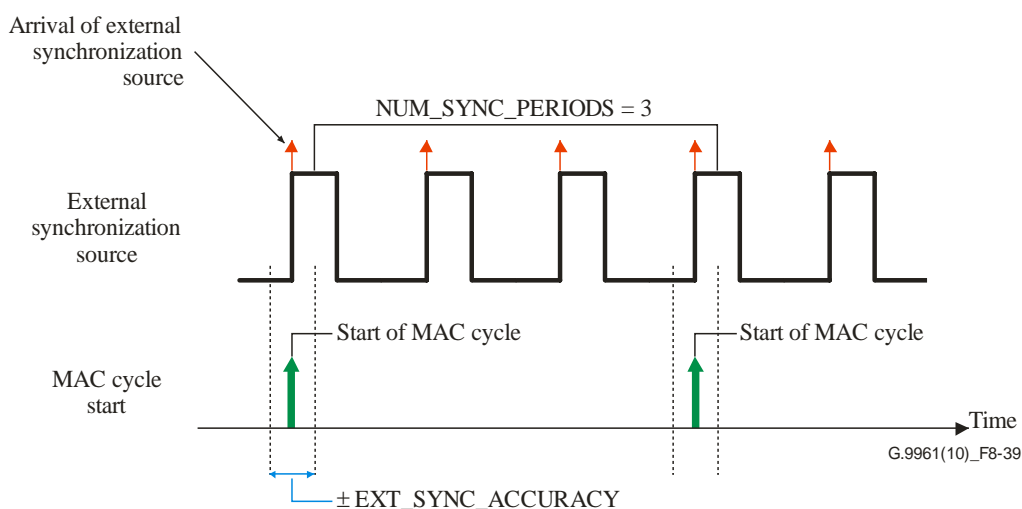 Arrival of external
synchronization
source
NUM_SYNC_PERIODS = 3
External
synchronization
source
Start of MAC cycle
Start of MAC cycle
MAC cycle
start
Time
G.9961(10)_F8-39
± EXT_SYNC_ACCURACY